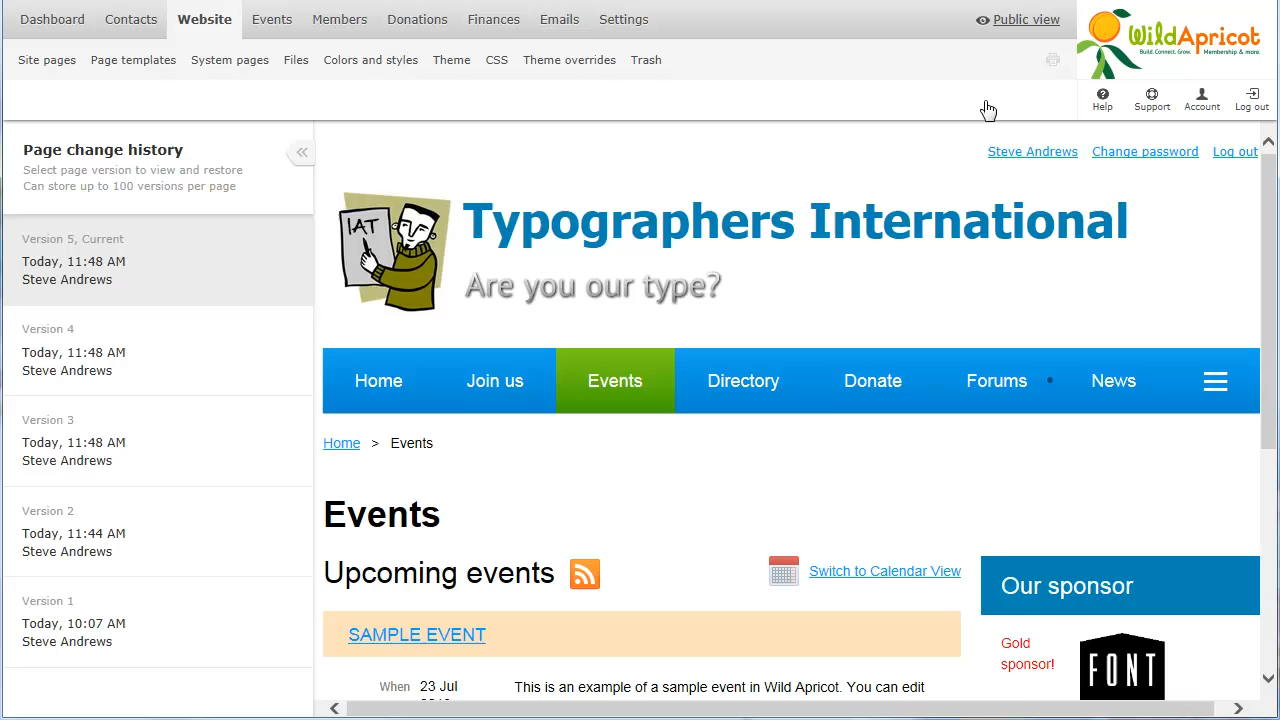 Dashboard Contacts Website Events Members Donations Finances Emails Settings Public view
WildApricot
Build. Connect. Grow. Membership & more.
Site pages Page templates System pages Files Colors and styles Theme CSS Theme overrides Trash
Help Support Account Log out
Page change history
Select page version to view and restore
Can store up to 100 versions per page
Version 5, Current
Today, 11:48 AM
Steve Andrews
Version 4
Today, 11:48 AM
Steve Andrews
Version 3
Today, 11:48 AM
Steve Andrews
Version 2
Today, 11:44 AM
Steve Andrews
Version 1
Today, 10:07 AM
Steve Andrews
Steve Andrews Change password Log out
IAT
Typographers International
Are you our type?
Home Join us Events Directory Donate Forums • News
Home > Events
Events
Upcoming events
Switch to Calendar View
Our sponsor
SAMPLE EVENT
Gold
sponsor!
FONT
When 23 Jul This is an example of a sample event in Wild Apricot. You can edit